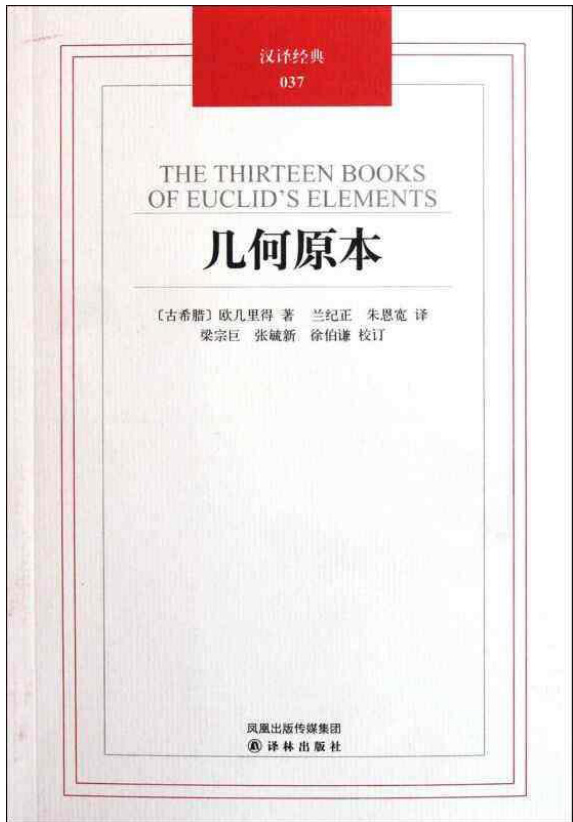 汉译经典
037
THE THIRTEEN BOOKS
OF EUCLID'S ELEMENTS
几何原本
〔古希腊〕欧几里得 著 兰纪正 朱恩宽 译
梁宗巨 张毓新 徐伯谦 校订
凤凰出版传媒集团
译林出版社